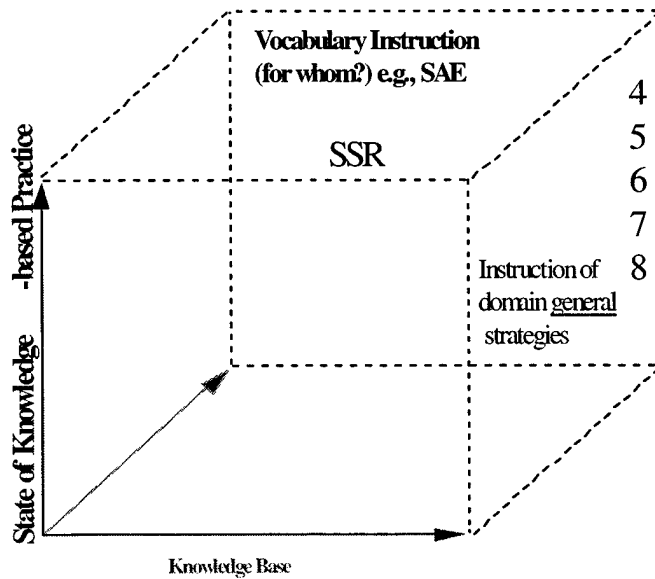 Vocabulary Instruction
(for whom?) e.g., SAE
SSR
4
5
6
7
8
Instruction of
domain general
strategies
State of Knowledge -based Practice
Knowledge Base